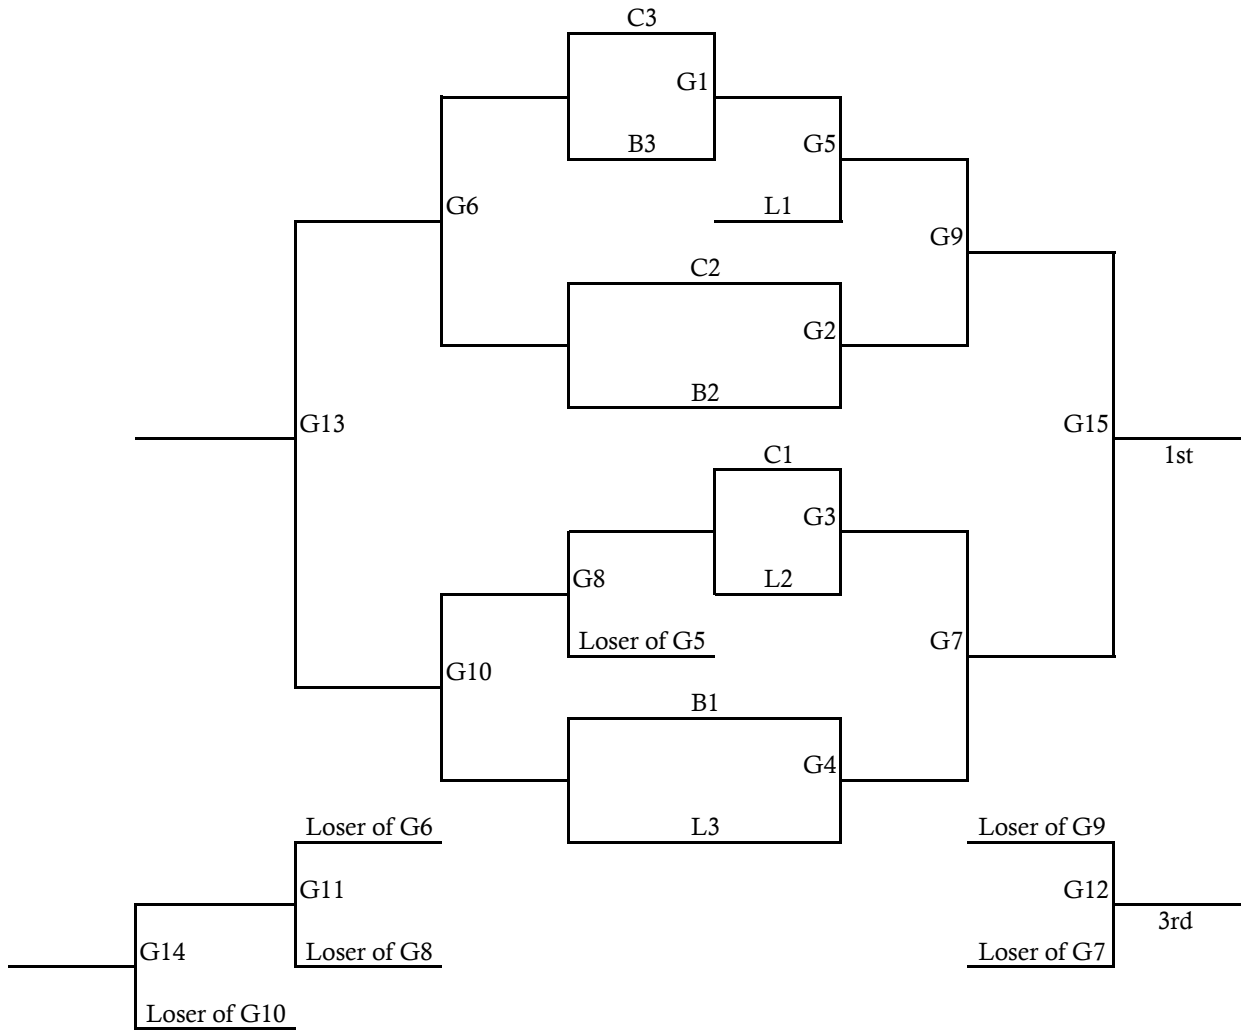 C3
G1
B3
G5
G6
L1
G9
C2
G2
B2
G13
G15
C1
1st
G3
G8
L2
Loser of G5
G7
G10
B1
G4
Loser of G6
L3
Loser of G9
G11
G12
3rd
G14
Loser of G8
Loser of G7
Loser of G10